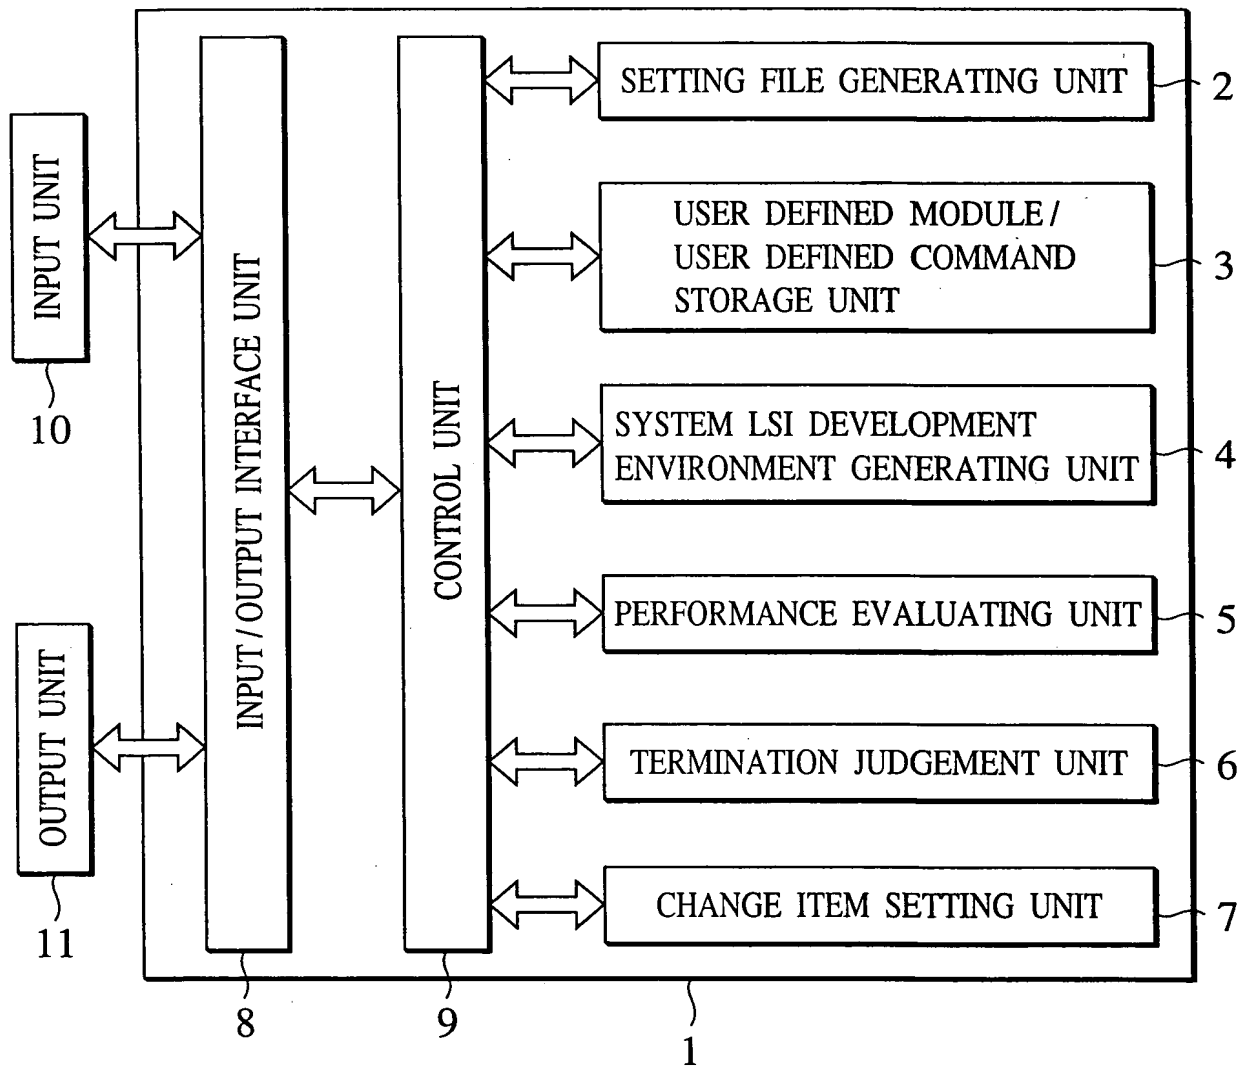 SETTING FILE GENERATING UNIT
2
USER DEFINED MODULE /
USER DEFINED COMMAND
STORAGE UNIT
3
SYSTEM LSI DEVELOPMENT
ENVIRONMENT GENERATING UNIT
4
PERFORMANCE EVALUATING UNIT
5
TERMINATION JUDGEMENT UNIT
6
CHANGE ITEM SETTING UNIT
7
INPUT UNIT
10
OUTPUT UNIT
11
INPUT / OUTPUT INTERFACE UNIT
8
CONTROL UNIT
9
1